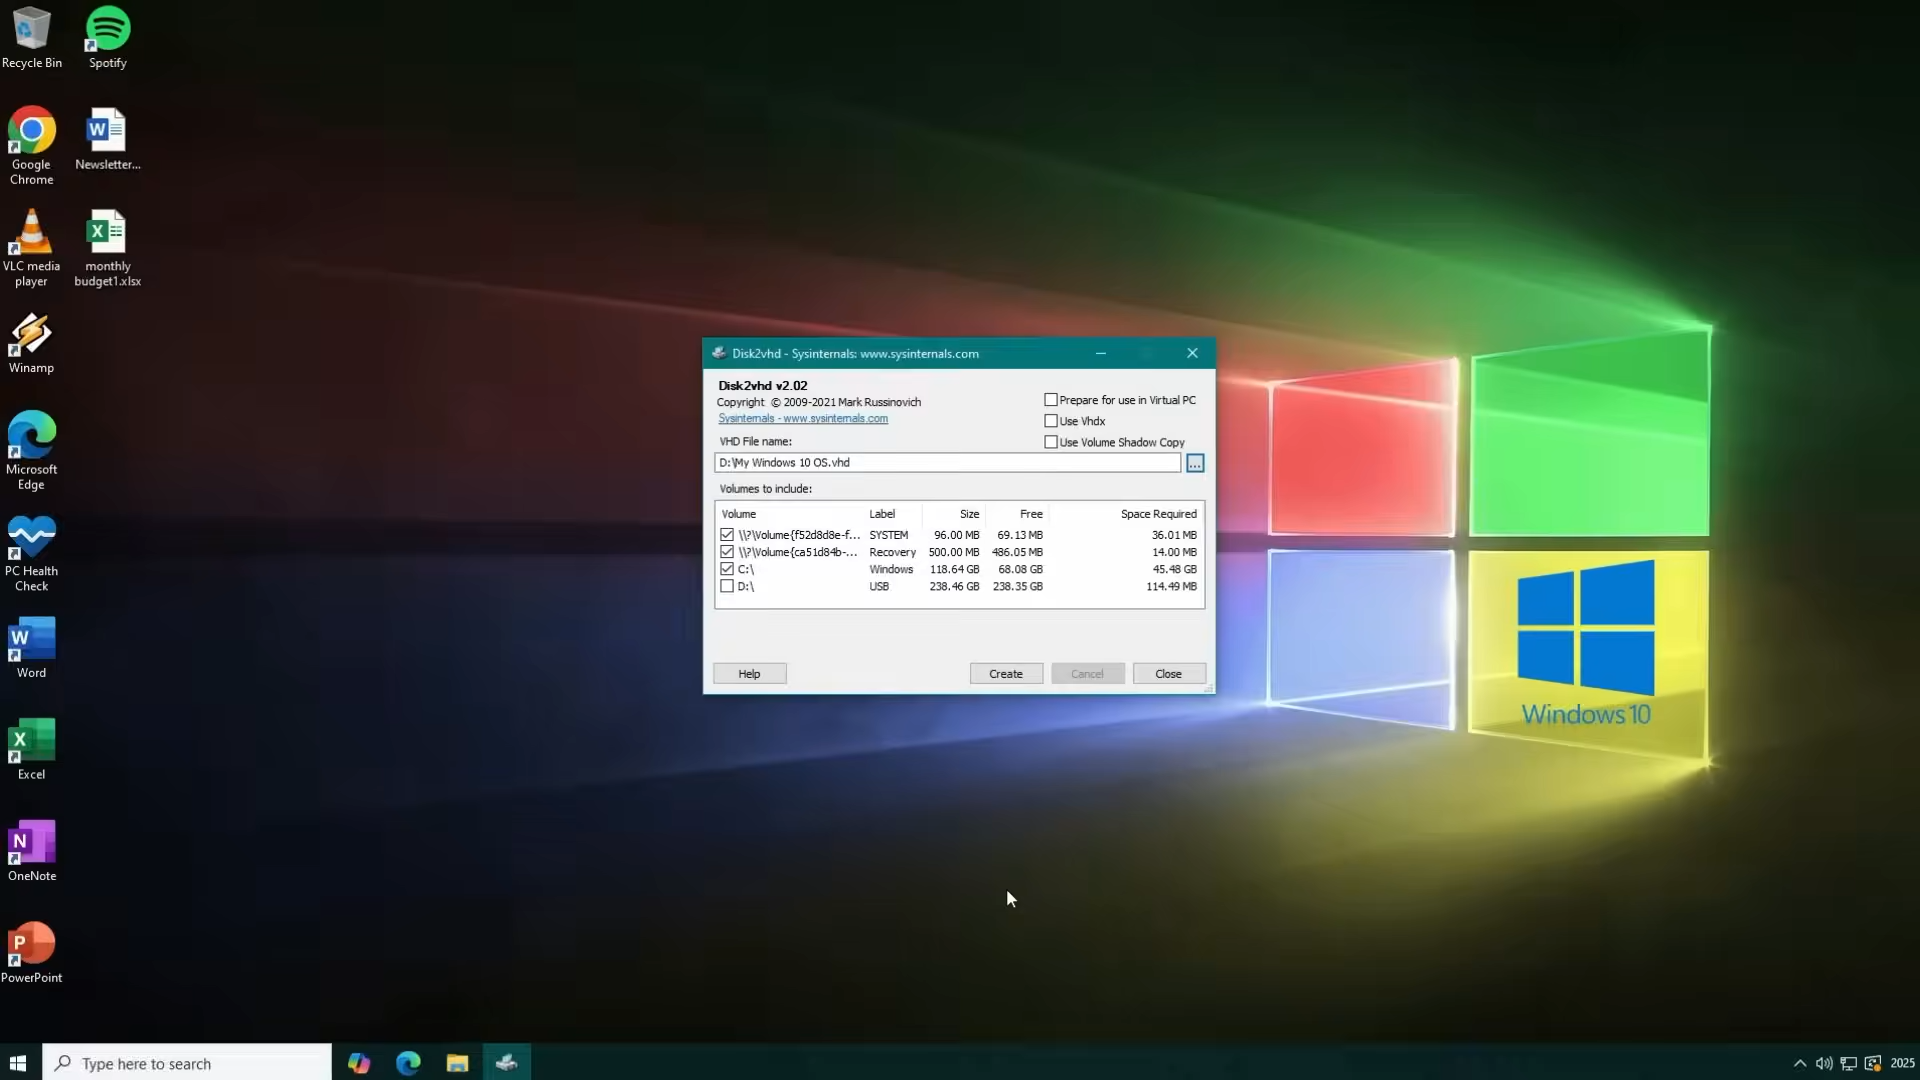 Recycle Bin
Spotify
Google
Chrome
Newsletter...
VLC media
player
monthly
budget1.xlsx
Winamp
Microsoft
Edge
PC Health
Check
Word
Excel
OneNote
PowerPoint
Disk2vhd - Sysinternals: www.sysinternals.com
Disk2vhd v2.02
Copyright © 2009-2021 Mark Russinovich
Sysinternals - www.sysinternals.com
Prepare for use in Virtual PC
Use Vhdx
Use Volume Shadow Copy
VHD File name:
D:\My Windows 10 OS.vhd
...
Volumes to include:
Volume Label Size Free Space Required
\\?\Volume{f52d8d8e-f... SYSTEM 96.00 MB 69.13 MB 36.01 MB
\\?\Volume{ca51d84b-... Recovery 500.00 MB 486.05 MB 14.00 MB
C:\ Windows 118.64 GB 68.08 GB 45.48 GB
D:\ USB 238.46 GB 238.35 GB 114.49 MB
Help Create Cancel Close
Windows 10
Type here to search
2025